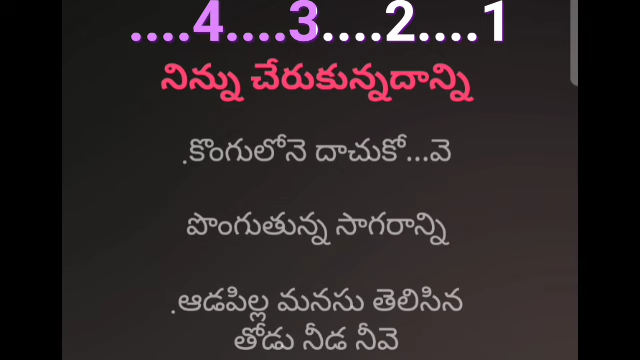 ....4....3....2....1
నిన్ను చేరుకున్నదాన్ని
.కొంగులోనె దాచుకో...వె
పొంగుతున్న సాగరాన్ని
.ఆడపిల్ల మనసు తెలిసిన
తోడు నీడ నీవె